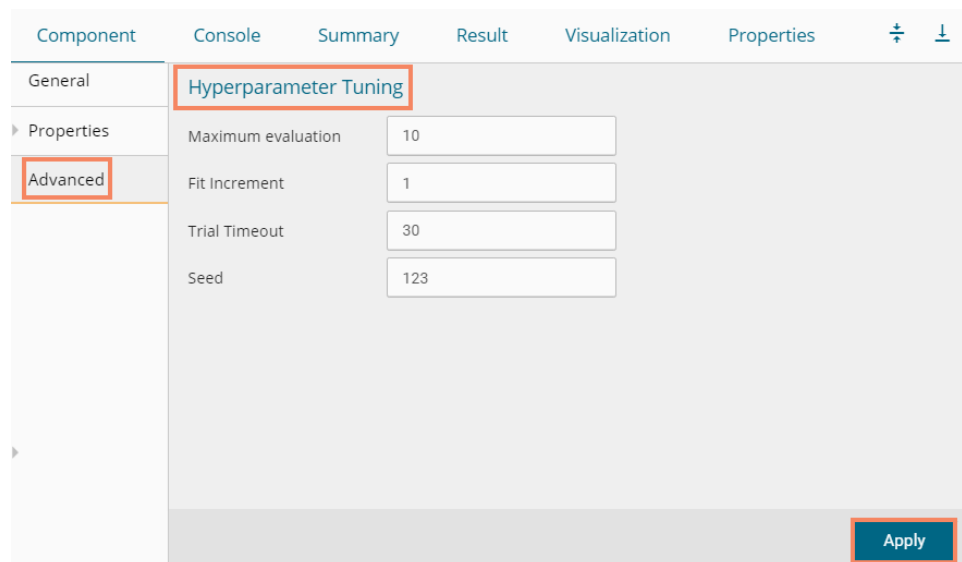 Component Console Summary Result Visualization Properties
General
Properties
Advanced
Hyperparameter Tuning
Maximum evaluation 10
Fit Increment 1
Trial Timeout 30
Seed 123
Apply